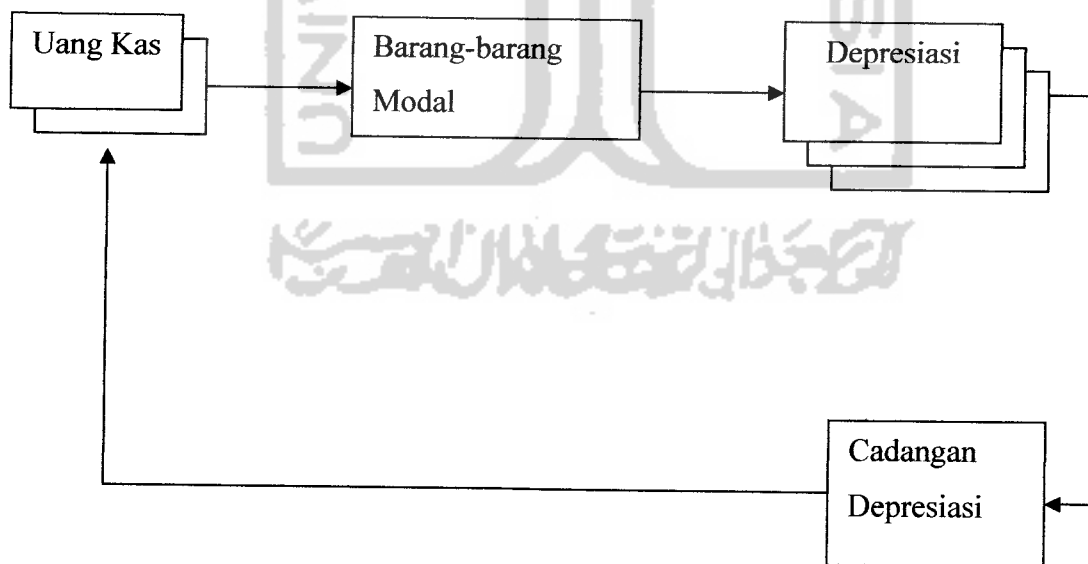 Uang Kas
Barang-barang
Modal
Depresiasi
Cadangan
Depresiasi